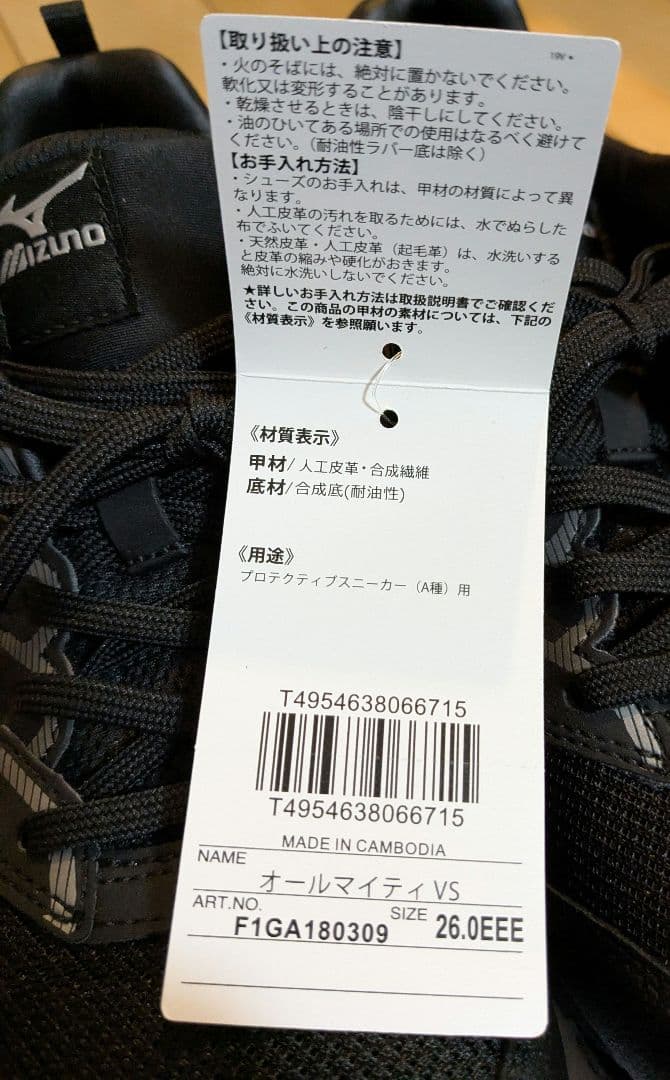 MIZUNO
【取り扱い上の注意】
19V
・火のそばには、絶対に置かないでください。
軟化又は変形することがあります。
・乾燥させるときは、陰干しにしてください。
・油のひいてある場所での使用はなるべく避けて
ください。（耐油性ラバー底は除く）
【お手入れ方法】
・シューズのお手入れは、甲材の材質によって異
なります。
・人工皮革の汚れを取るためには、水でぬらした
布でふいてください。
・天然皮革・人工皮革（起毛革）は、水洗いする
と皮革の縮みや硬化がおきます。
絶対に水洗いしないでください。
★詳しいお手入れ方法は取扱説明書でご確認くだ
さい。この商品の甲材の素材については、下記の
《材質表示》を参照願います。
《材質表示》
甲材/人工皮革・合成繊維
底材/合成底(耐油性)
《用途》
プロテクティブスニーカー（A種）用
T4954638066715
T4954638066715
MADE IN CAMBODIA
NAME
オールマイティ VS
ART.NO.
SIZE
F1GA180309
26.0EEE